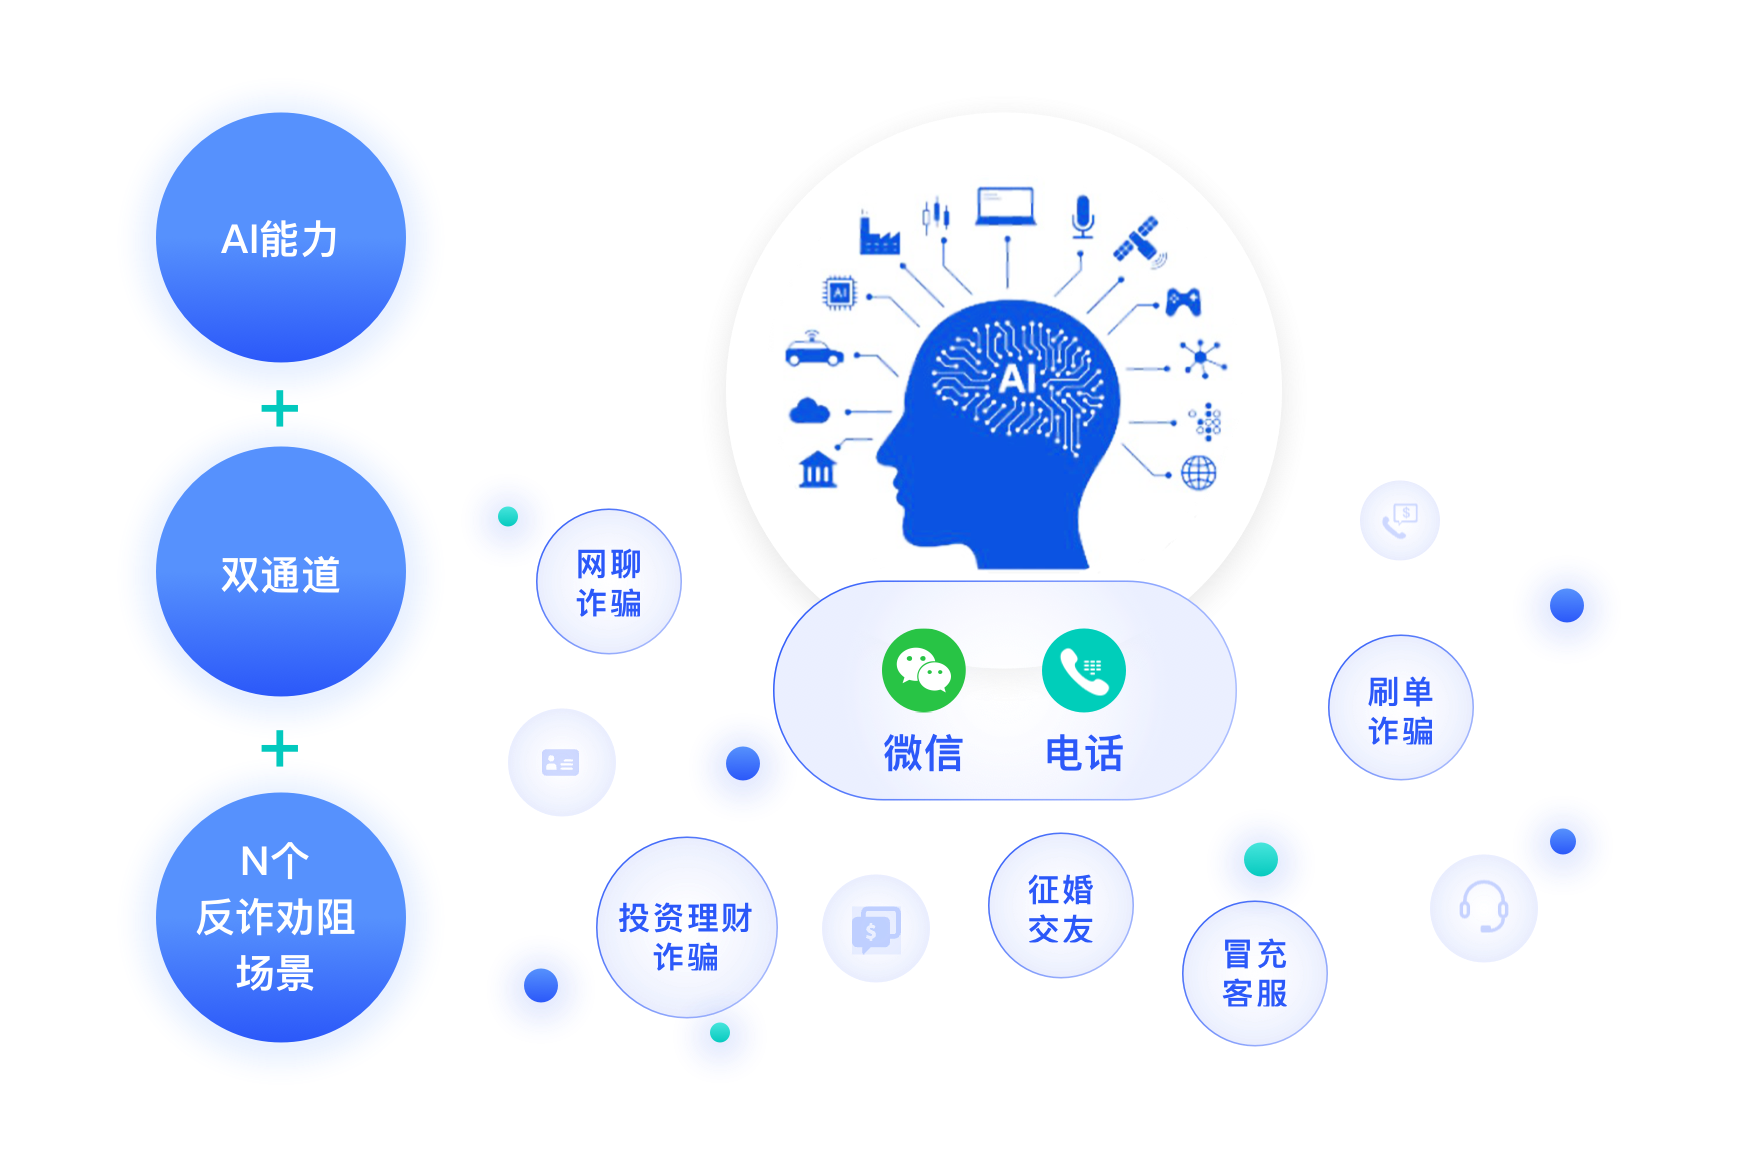 AI能力
+
双通道
+
N个
反诈劝阻
场景
AI
AI
微信
电话
网聊
诈骗
刷单
诈骗
投资理财
诈骗
$
征婚
交友
冒充
客服
$